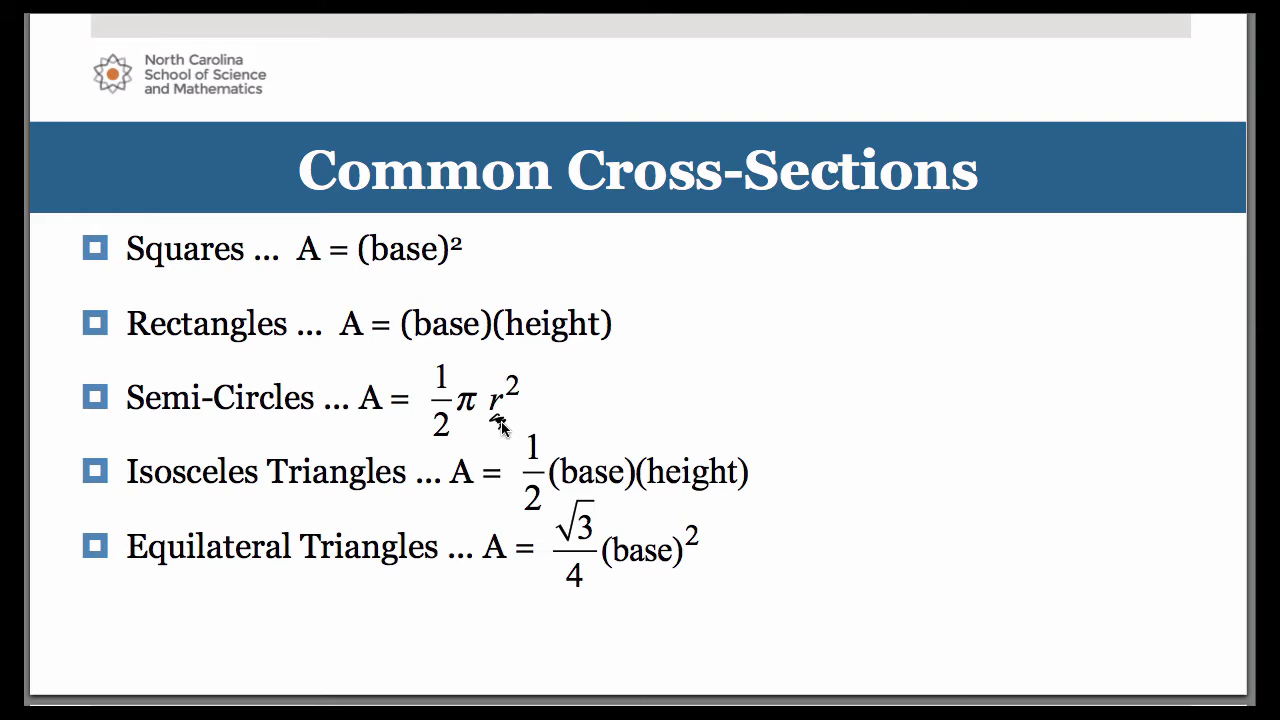 North Carolina
School of Science
and Mathematics
Common Cross-Sections
Squares ... A = (base)²
Rectangles ... A = (base)(height)
Semi-Circles ... A = 1/2 π r²
Isosceles Triangles ... A = 1/2 (base)(height)
Equilateral Triangles ... A = √3/4 (base)²